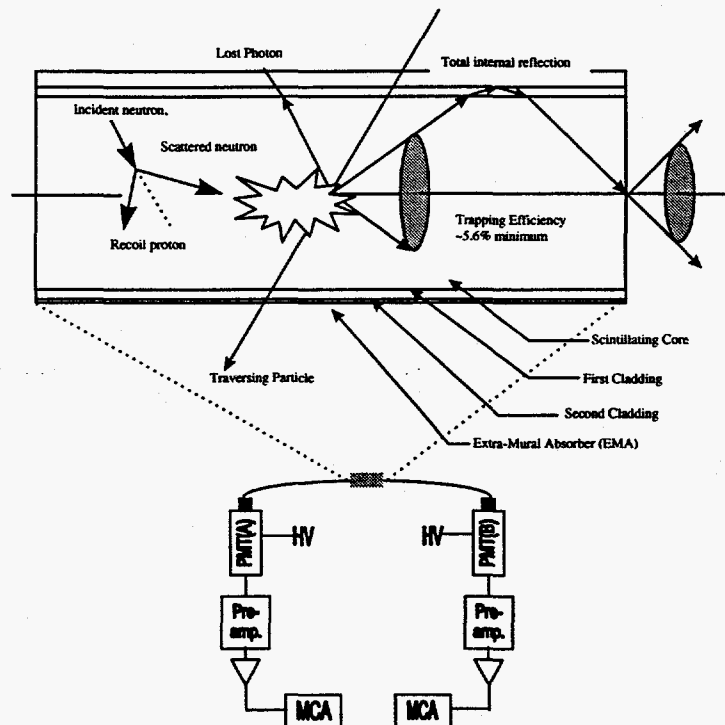 Lost Photon
Total internal reflection
Incident neutron,
Scattered neutron
Recoil proton
Trapping Efficiency
~5.6% minimum
Scintillating Core
Traversing Particle
First Cladding
Second Cladding
Extra-Mural Absorber (EMA)
PMT(A)
HV
HV
PMT(B)
Pre-
amp.
Pre-
amp.
MCA
MCA